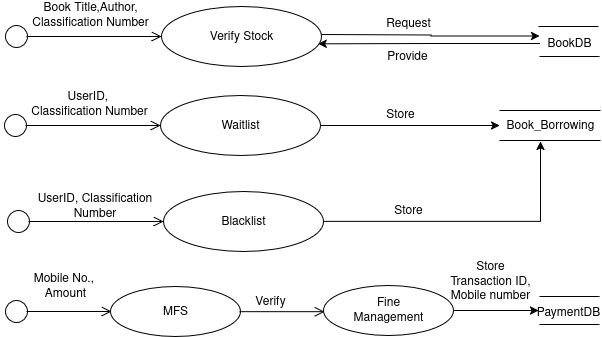 Book Title,Author,
Classification Number
Verify Stock
Request
Provide
BookDB
UserID,
Classification Number
Waitlist
Store
Book_Borrowing
UserID, Classification
Number
Blacklist
Store
Mobile No.,
Amount
MFS
Verify
Fine
Management
Store
Transaction ID,
Mobile number
PaymentDB